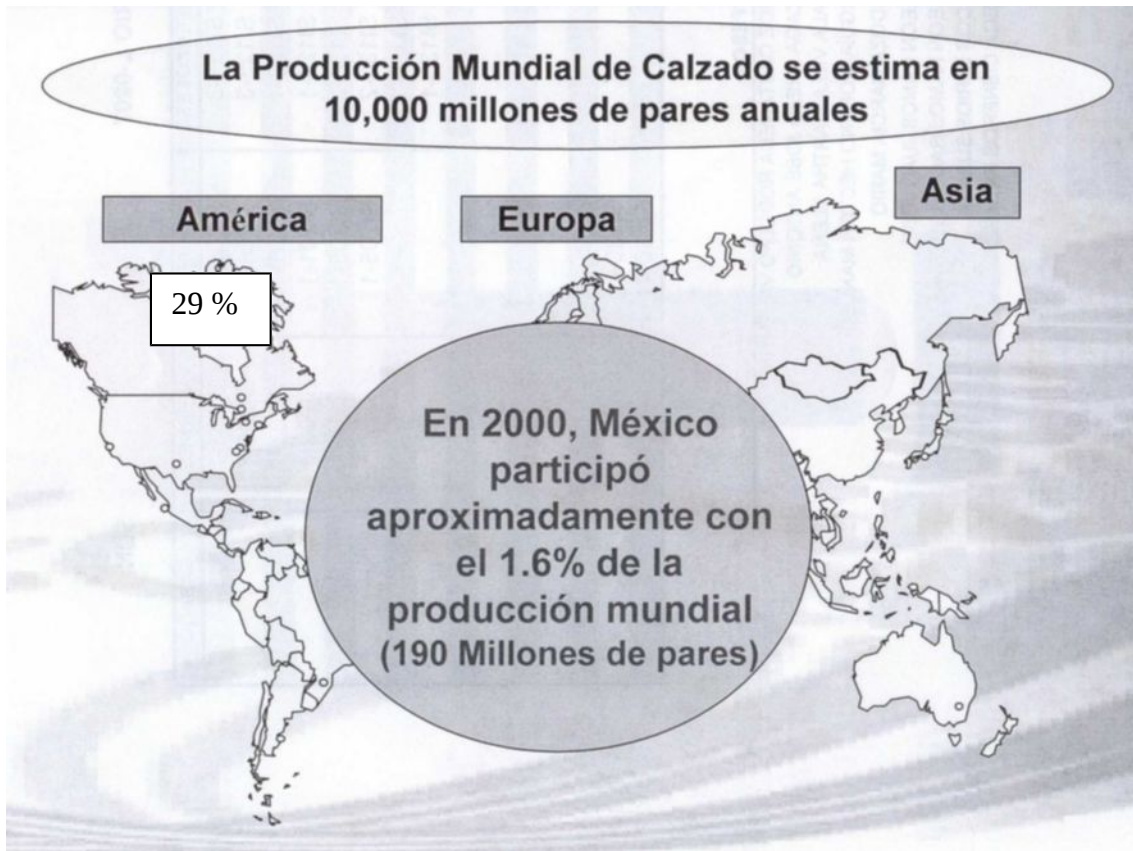 La Producción Mundial de Calzado se estima en
10,000 millones de pares anuales
América
Europa
Asia
29 %
En 2000, México
participó
aproximadamente con
el 1.6% de la
producción mundial
(190 Millones de pares)